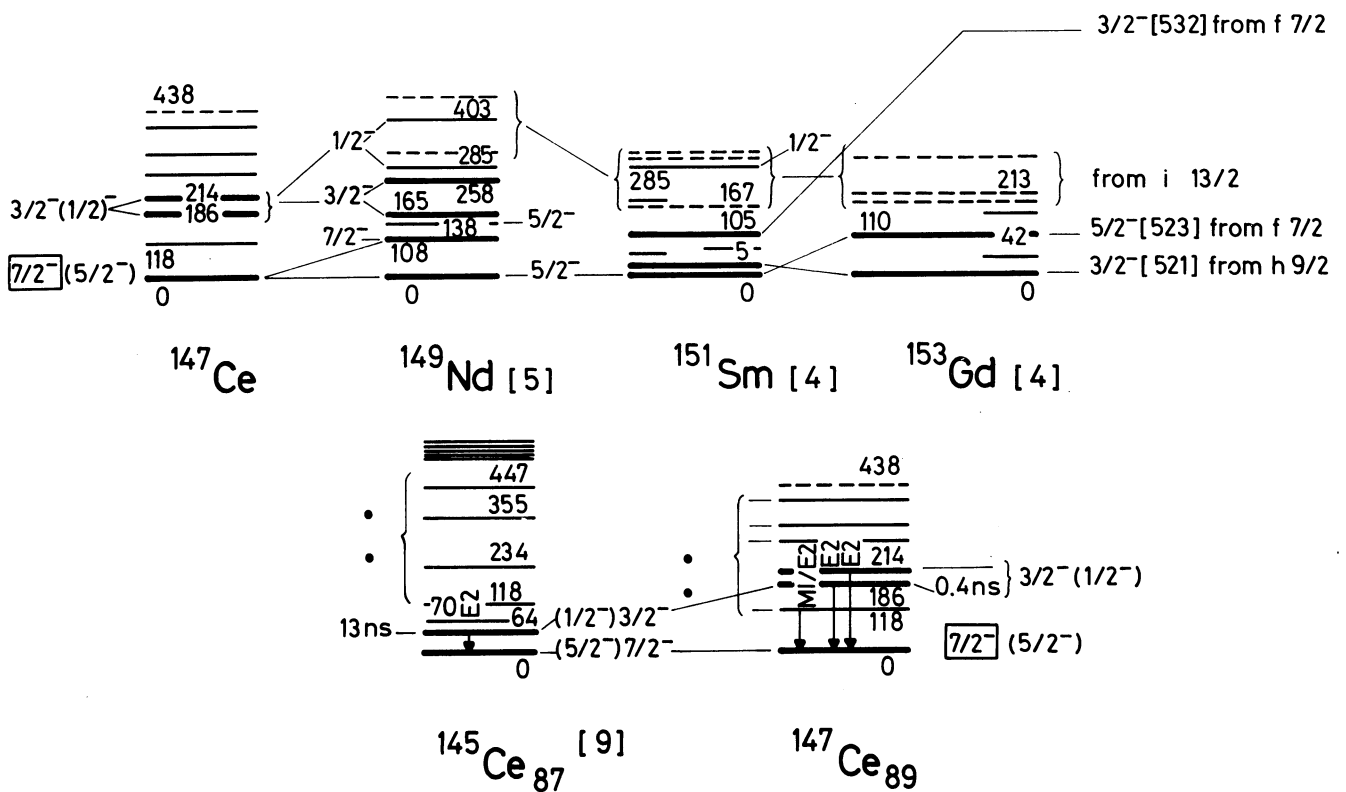 3/2⁻[532] from f 7/2
438
403
1/2⁻
285
1/2⁻
285
167
213
from i 13/2
3/2⁻(1/2)⁻
214
186
3/2⁻
165
258
5/2⁻
105
110
5/2⁻[523] from f 7/2
7/2⁻
138
5
42
7/2⁻ (5/2⁻)
118
108
5/2⁻
3/2⁻[521] from h 9/2
0
0
0
0
¹⁴⁷Ce
¹⁴⁹Nd [5]
¹⁵¹Sm [4]
¹⁵³Gd [4]
447
438
355
234
M1/E2
E2
E2
214
3/2⁻(1/2⁻)
70
E2
118
0.4ns
186
13ns
64
(1/2⁻)3/2⁻
118
(5/2⁻)7/2⁻
7/2⁻ (5/2⁻)
0
0
¹⁴⁵Ce₈₇ [9]
¹⁴⁷Ce₈₉